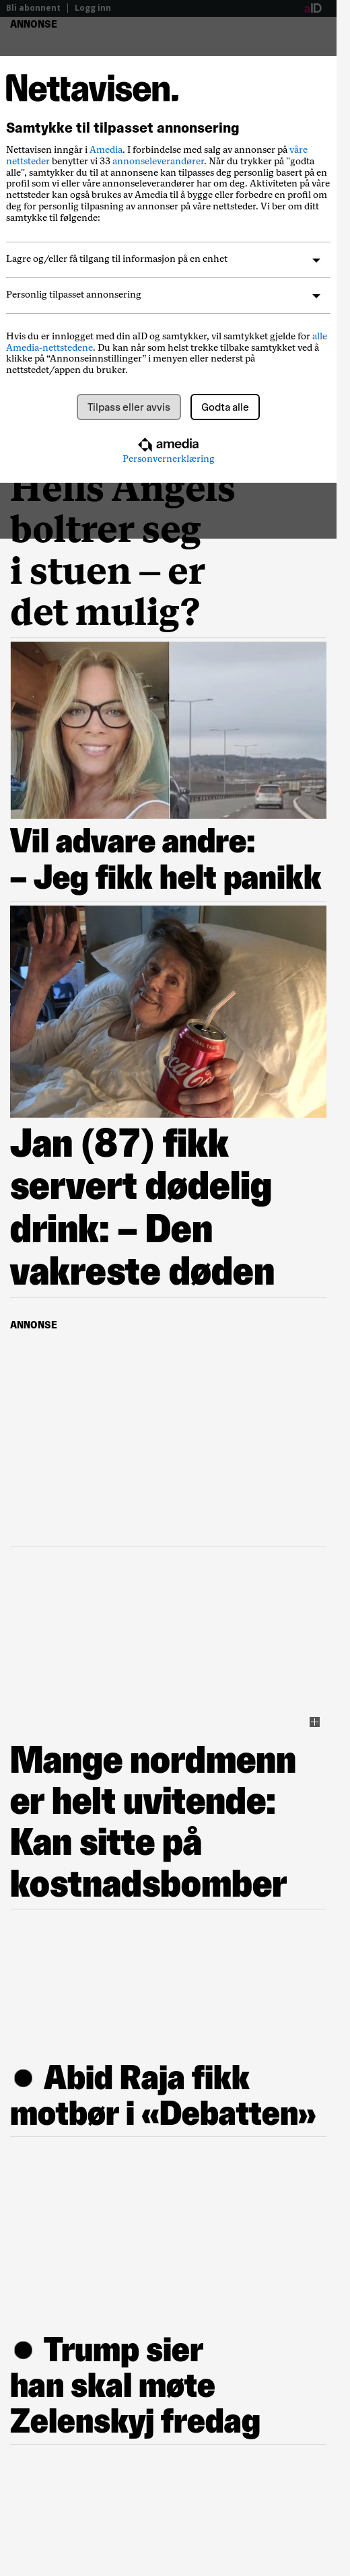 Bli abonnent | Logg inn
aID
ANNONSE
Nettavisen.
Samtykke til tilpasset annonsering
Nettavisen inngår i Amedia. I forbindelse med salg av annonser på våre
nettsteder benytter vi 33 annonseleverandører. Når du trykker på "godta
alle", samtykker du til at annonsene kan tilpasses deg personlig basert på en
profil som vi eller våre annonseleverandører har om deg. Aktiviteten på våre
nettsteder kan også brukes av Amedia til å bygge eller forbedre en profil om
deg for personlig tilpasning av annonser på våre nettsteder. Vi ber om ditt
samtykke til følgende:
Lagre og/eller få tilgang til informasjon på en enhet
Personlig tilpasset annonsering
Hvis du er innlogget med din aID og samtykker, vil samtykket gjelde for alle
Amedia-nettstedene. Du kan når som helst trekke tilbake samtykket ved å
klikke på “Annonseinnstillinger” i menyen eller nederst på
nettstedet/appen du bruker.
Tilpass eller avvis
Godta alle
amedia
Personvernerklæring
Hells Angels
boltrer seg
i stuen – er
det mulig?
Vil advare andre:
– Jeg fikk helt panikk
Jan (87) fikk
servert dødelig
drink: – Den
vakreste døden
ANNONSE
Mange nordmenn
er helt uvitende:
Kan sitte på
kostnadsbomber
● Abid Raja fikk
motbør i «Debatten»
● Trump sier
han skal møte
Zelenskyj fredag